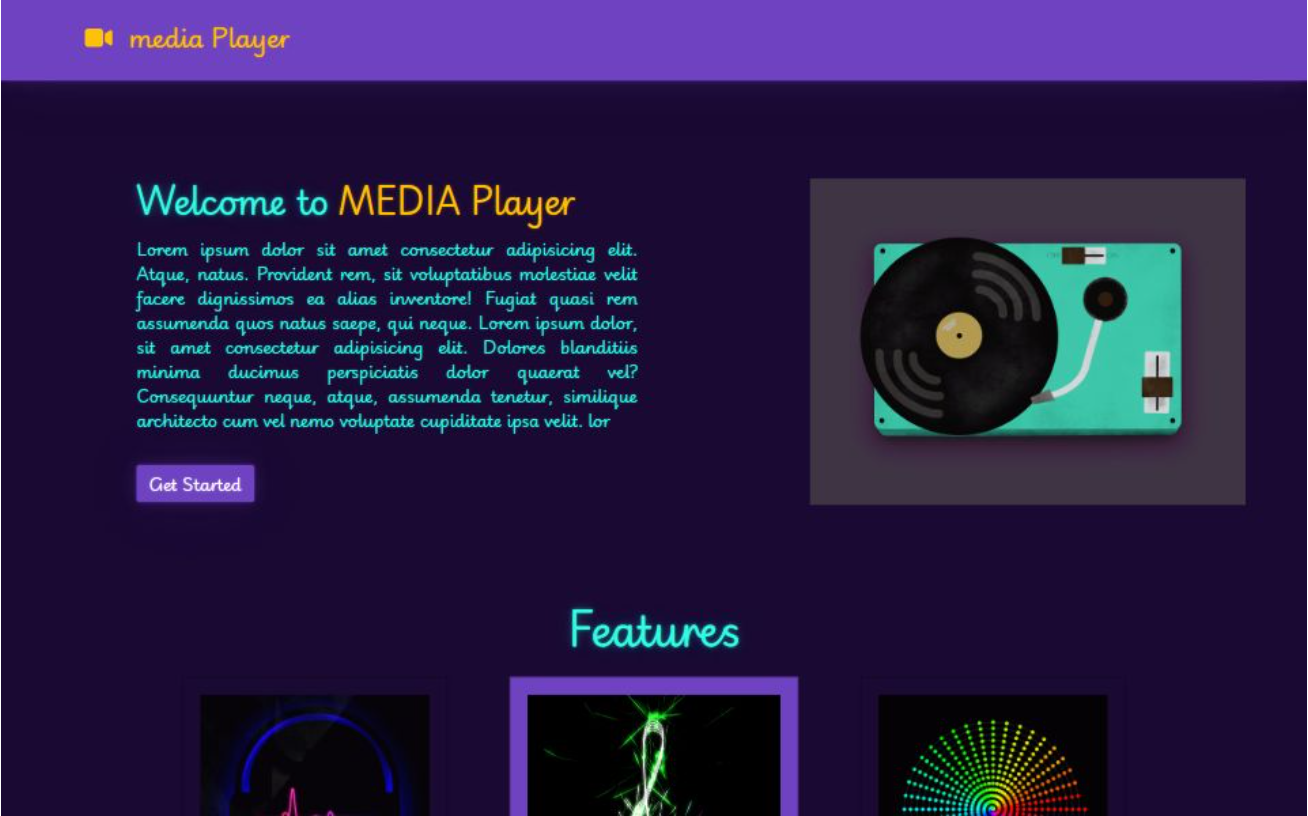 media Player
Welcome to MEDIA Player
Lorem ipsum dolor sit amet consectetur adipisicing elit.
Atque, natus. Provident rem, sit voluptatibus molestiae velit
facere dignissimos ea alias inventore! Fugiat quasi rem
assumenda quos natus saepe, qui neque. Lorem ipsum dolor,
sit amet consectetur adipisicing elit. Dolores blanditiis
minima ducimus perspiciatis dolor quaerat vel?
Consequuntur neque, atque, assumenda tenetur, similique
architecto cum vel nemo voluptate cupiditate ipsa velit. lor
Get Started
Features